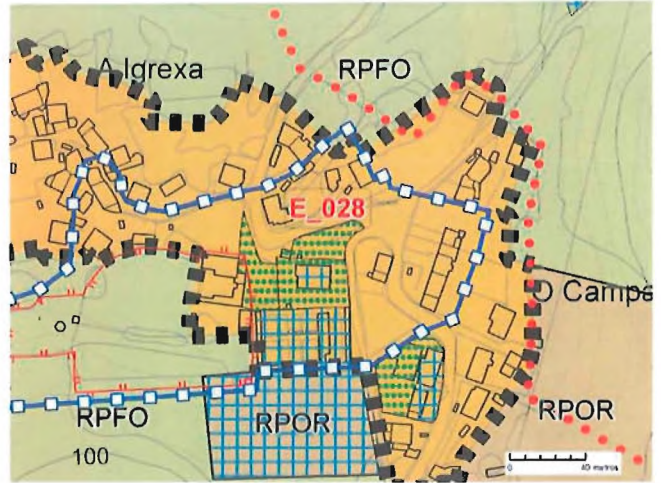 A Igrexa
RPFO
E_028
O Campa
RPFO
RPOR
RPOR
100
0 40 metros